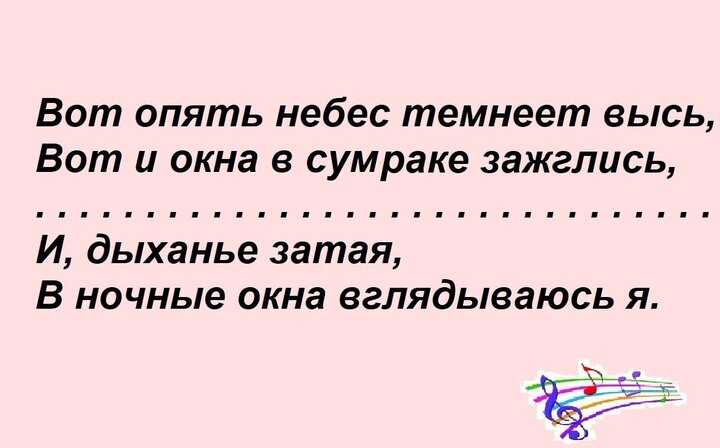 Вот опять небес темнеет высь,
Вот и окна в сумраке зажглись,
. . . . . . . . . . . . . . . . . . . . . . . . . . . . . . .
И, дыханье затая,
В ночные окна вглядываюсь я.